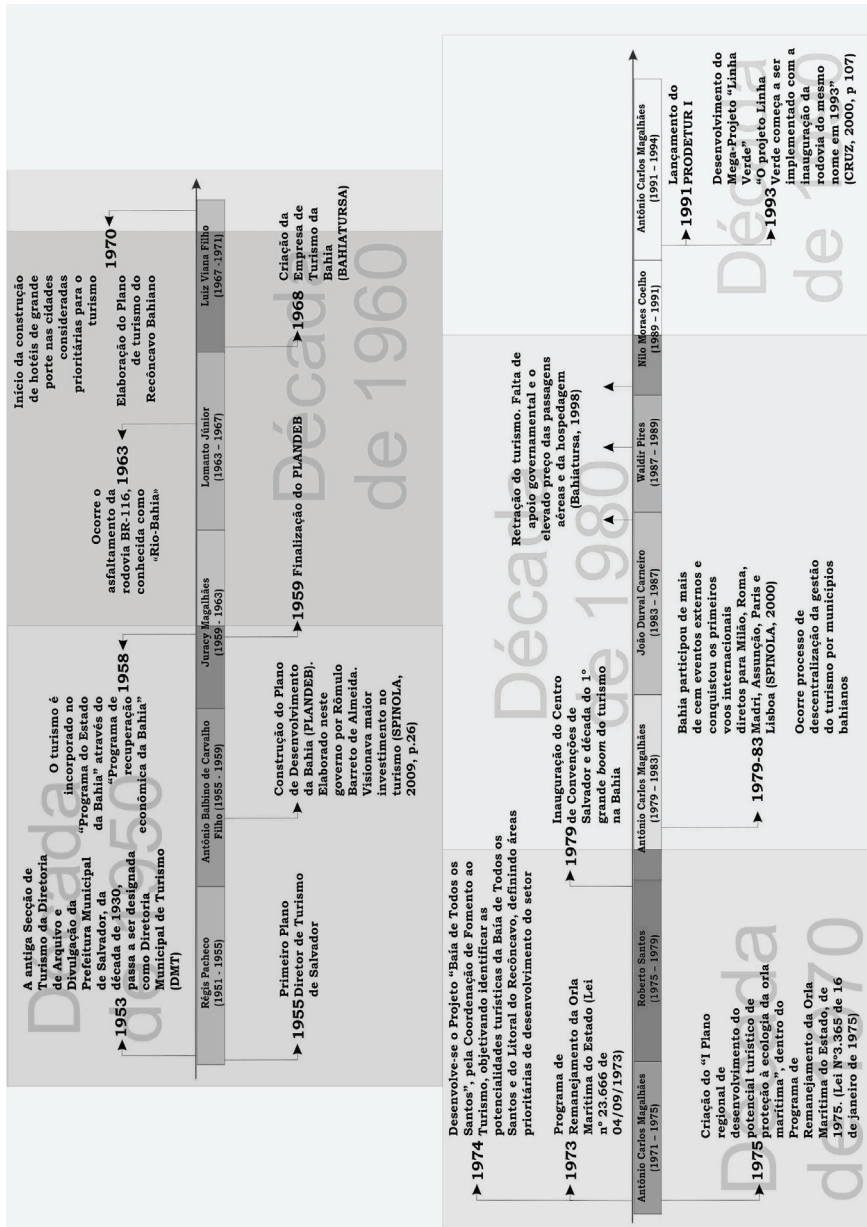 Década
de 1950
A antiga Secção de
Turismo da Diretoria
de Arquivo e
Divulgação da
Prefeitura Municipal
de Salvador, da
década de 1930,
passa a ser designada
como Diretoria
Municipal de Turismo
(DMT)
1953
O turismo é
incorporado no
"Programa do Estado
da Bahia" através do
"Programa de
recuperação
econômica da Bahia"
1958
Ocorre o
asfaltamento da
rodovia BR-116,
conhecida como
«Rio-Bahia»
1963
Início da construção
de hotéis de grande
porte nas cidades
consideradas
prioritárias para o
turismo
1970
Elaboração do Plano
de turismo do
Recôncavo Bahiano
Régis Pacheco
(1951 - 1955)
Antônio Balbino de Carvalho
Filho (1955 - 1959)
Juracy Magalhães
(1959 - 1963)
Lomanto Júnior
(1963 – 1967)
Luiz Viana Filho
(1967 -1971)
Primeiro Plano
1955 Diretor de Turismo
de Salvador
Construção do Plano
de Desenvolvimento
da Bahia (PLANDEB).
Elaborado neste
governo por Rômulo
Barreto de Almeida.
Visionava maior
investimento no
turismo (SPINOLA,
2009, p.26)
1959 Finalização do PLANDEB
Criação da
1968 Empresa de
Turismo da
Bahia
(BAHIATURSA)
Década
de 1960
Desenvolve-se o Projeto "Baía de Todos os
Santos", pela Coordenação de Fomento ao
1974 Turismo, objetivando identificar as
potencialidades turísticas da Baía de Todos os
Santos e do Litoral do Recôncavo, definindo áreas
prioritárias de desenvolvimento do setor
Programa de
1973 Remanejamento da Orla
Marítima do Estado (Lei
n° 23.666 de
04/09/1973)
Inauguração do Centro
1979 de Convenções de
Salvador e década do 1°
grande boom do turismo
na Bahia
Década
de 1980
Retração do turismo. Falta de
apoio governamental e o
elevado preço das passagens
aéreas e da hospedagem
(Bahiatursa, 1998)
Antônio Carlos Magalhães
(1971 – 1975)
Roberto Santos
(1975 – 1979)
Antônio Carlos Magalhães
(1979 – 1983)
João Durval Carneiro
(1983 – 1987)
Waldir Pires
(1987 – 1989)
Nilo Moraes Coelho
(1989 – 1991)
Antônio Carlos Magalhães
(1991 – 1994)
Criação do "I Plano
regional de
desenvolvimento do
1975 potencial turístico de
proteção à ecologia da orla
marítima", dentro do
Programa de
Remanejamento da Orla
Marítima do Estado, de
1975. (Lei Nº3.365 de 16
de janeiro de 1975)
Década
de 1970
Bahia participou de mais
de cem eventos externos e
conquistou os primeiros
voos internacionais
diretos para Milão, Roma,
1979-83 Madri, Assunção, Paris e
Lisboa (SPINOLA, 2000)
Ocorre processo de
descentralização da gestão
do turismo por municípios
bahianos
Lançamento do
1991 PRODETUR I
Desenvolvimento do
Mega-Projeto "Linha
Verde"
"O projeto Linha
1993 Verde começa a ser
implementado com a
inauguração da
rodovia do mesmo
nome em 1993"
(CRUZ, 2000, p 107)
Década
de 1990